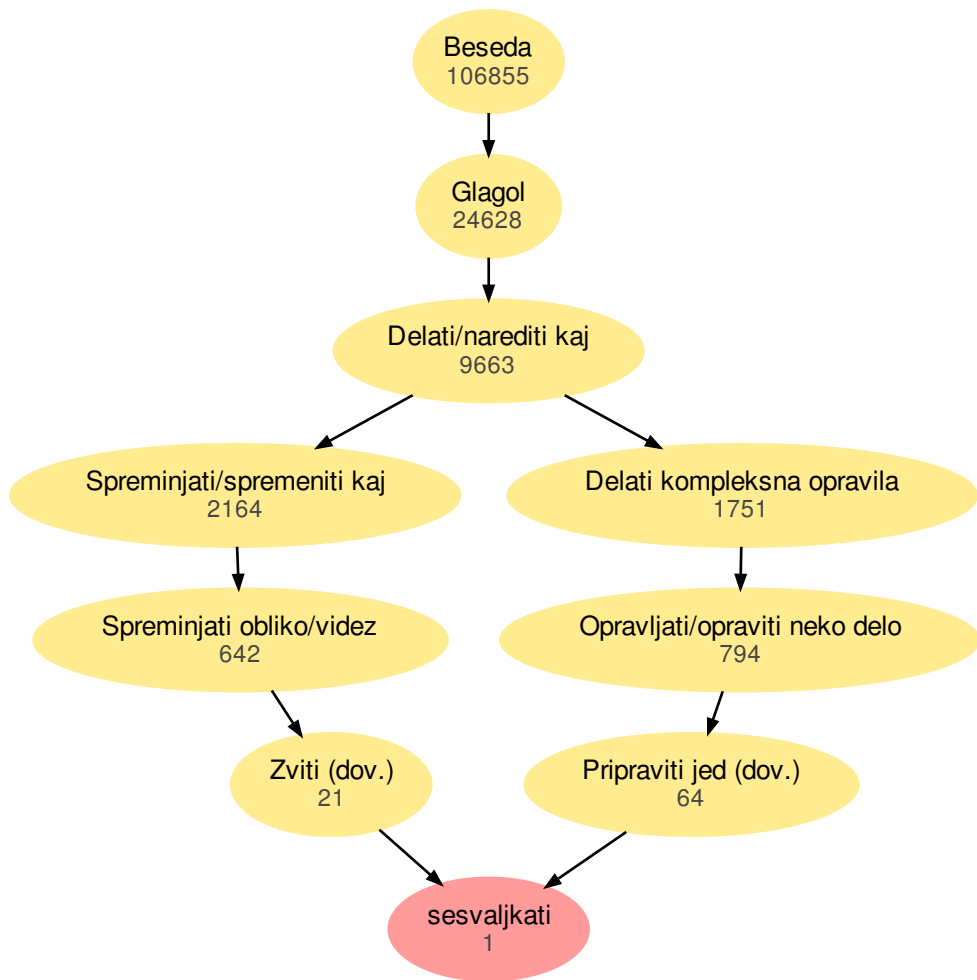 Beseda
106855
Glagol
24628
Delati/narediti kaj
9663
Spreminjati/spremeniti kaj
2164
Delati kompleksna opravila
1751
Spreminjati obliko/videz
642
Opravljati/opraviti neko delo
794
Zviti (dov.)
21
Pripraviti jed (dov.)
64
sesvaljkati
1